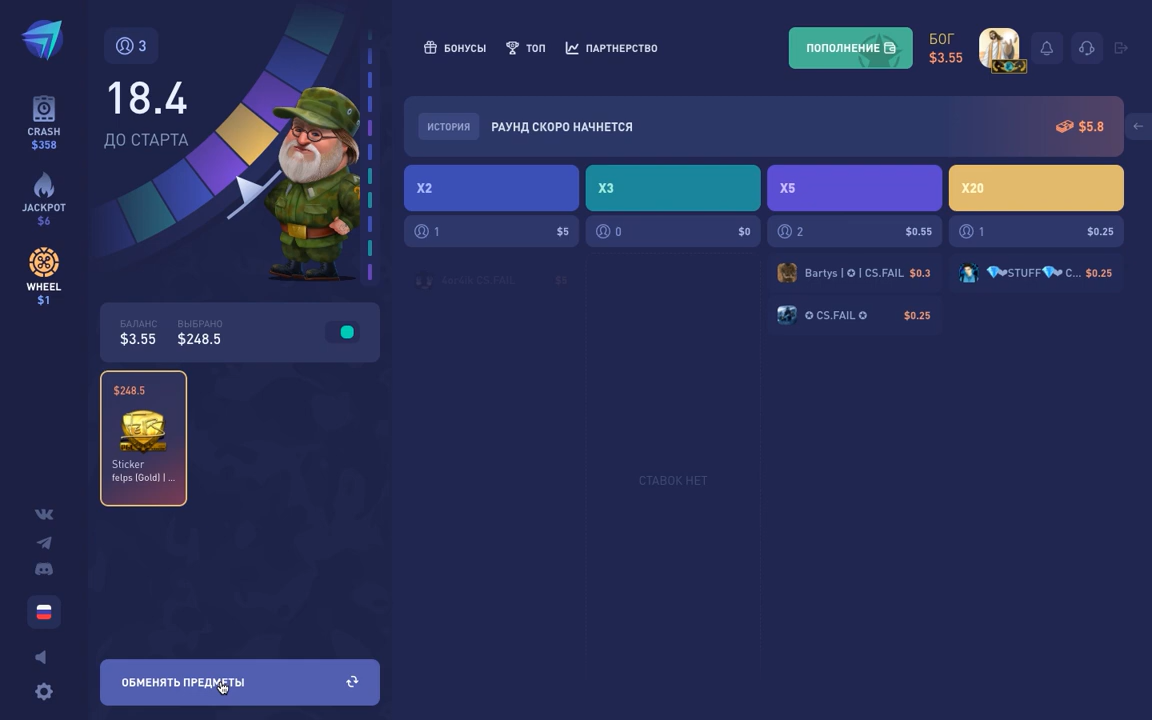 3
18.4
ДО СТАРТА
CRASH
$358
JACKPOT
$6
WHEEL
$1
БОНУСЫ
ТОП
ПАРТНЕРСТВО
ПОПОЛНЕНИЕ
БОГ
$3.55
ИСТОРИЯ
РАУНД СКОРО НАЧНЕТСЯ
$5.8
X2
X3
X5
X20
1
$5
0
$0
2
$0.55
1
$0.25
CS.FAIL
$5
Bartys | ✪ | CS.FAIL $0.3
✪ CS.FAIL ✪ $0.25
💎❤STUFF💎❤ C... $0.25
СТАВОК НЕТ
БАЛАНС
$3.55
ВЫБРАНО
$248.5
$248.5
Sticker
felps (Gold) | ...
ОБМЕНЯТЬ ПРЕДМЕТЫ